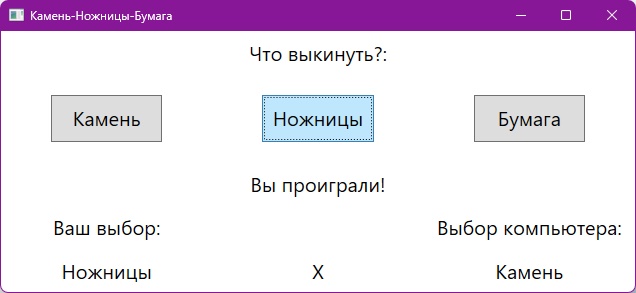 Камень-Ножницы-Бумага
Что выкинуть?:
Камень Ножницы Бумага
Вы проиграли!
Ваш выбор: Выбор компьютера:
Ножницы X Камень